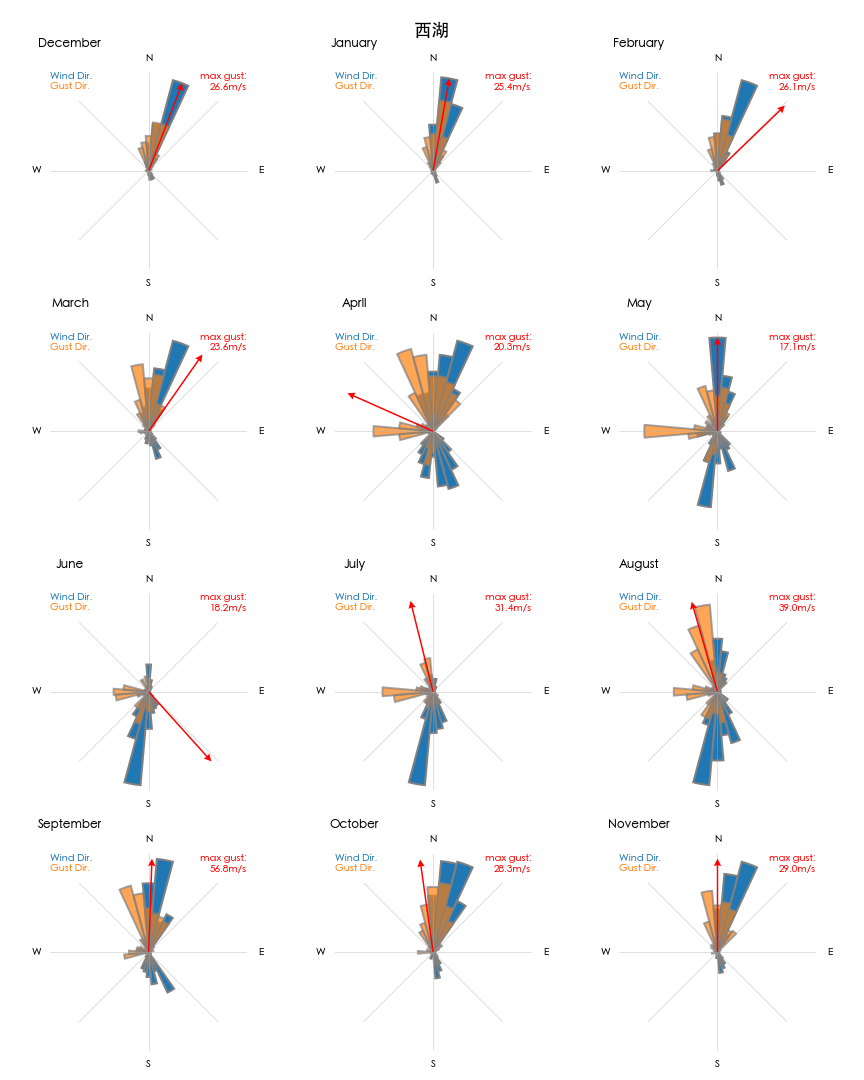 西湖
December
N
Wind Dir.
Gust Dir.
max gust:
26.6m/s
W
E
S
January
N
Wind Dir.
Gust Dir.
max gust:
25.4m/s
W
E
S
February
N
Wind Dir.
Gust Dir.
max gust:
26.1m/s
W
E
S
March
N
Wind Dir.
Gust Dir.
max gust:
23.6m/s
W
E
S
April
N
Wind Dir.
Gust Dir.
max gust:
20.3m/s
W
E
S
May
N
Wind Dir.
Gust Dir.
max gust:
17.1m/s
W
E
S
June
N
Wind Dir.
Gust Dir.
max gust:
18.2m/s
W
E
S
July
N
Wind Dir.
Gust Dir.
max gust:
31.4m/s
W
E
S
August
N
Wind Dir.
Gust Dir.
max gust:
39.0m/s
W
E
S
September
N
Wind Dir.
Gust Dir.
max gust:
56.8m/s
W
E
S
October
N
Wind Dir.
Gust Dir.
max gust:
28.3m/s
W
E
S
November
N
Wind Dir.
Gust Dir.
max gust:
29.0m/s
W
E
S